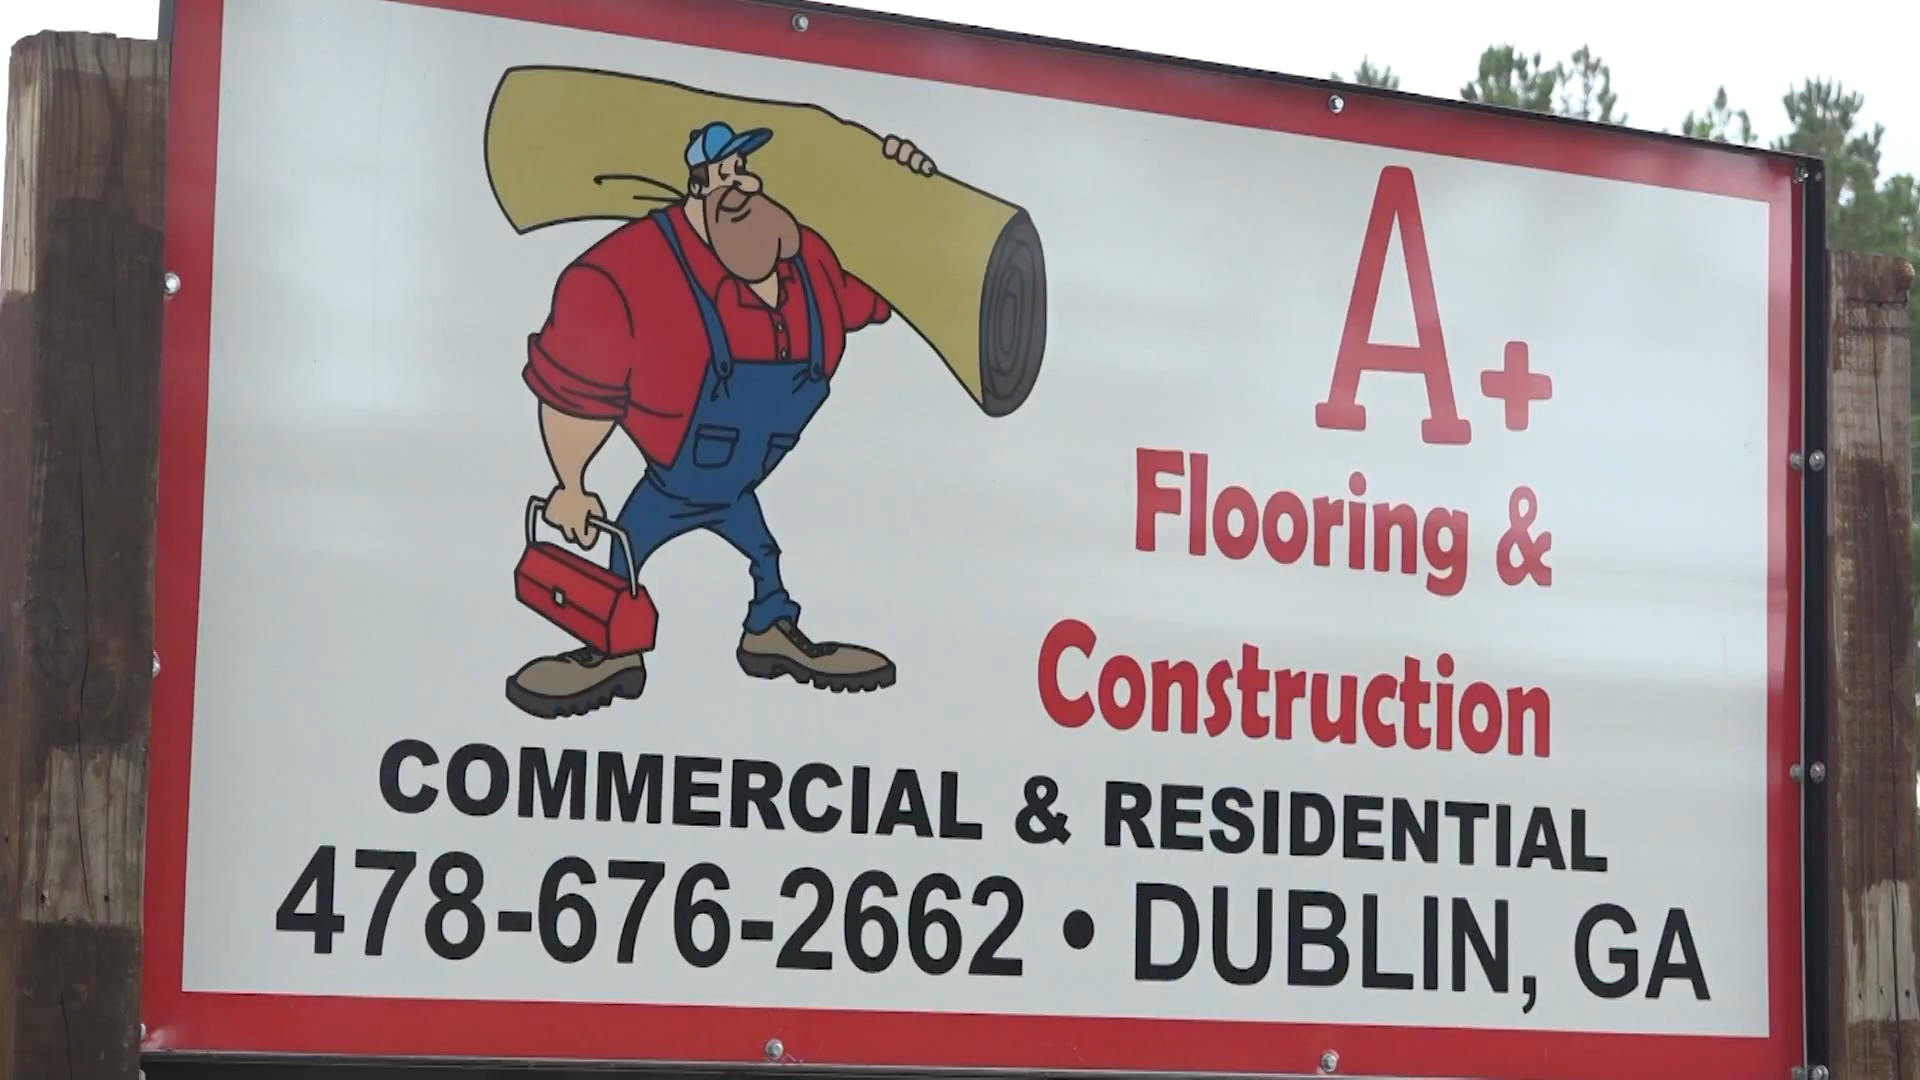 A+
Flooring &
Construction
COMMERCIAL & RESIDENTIAL
478-676-2662 • DUBLIN, GA